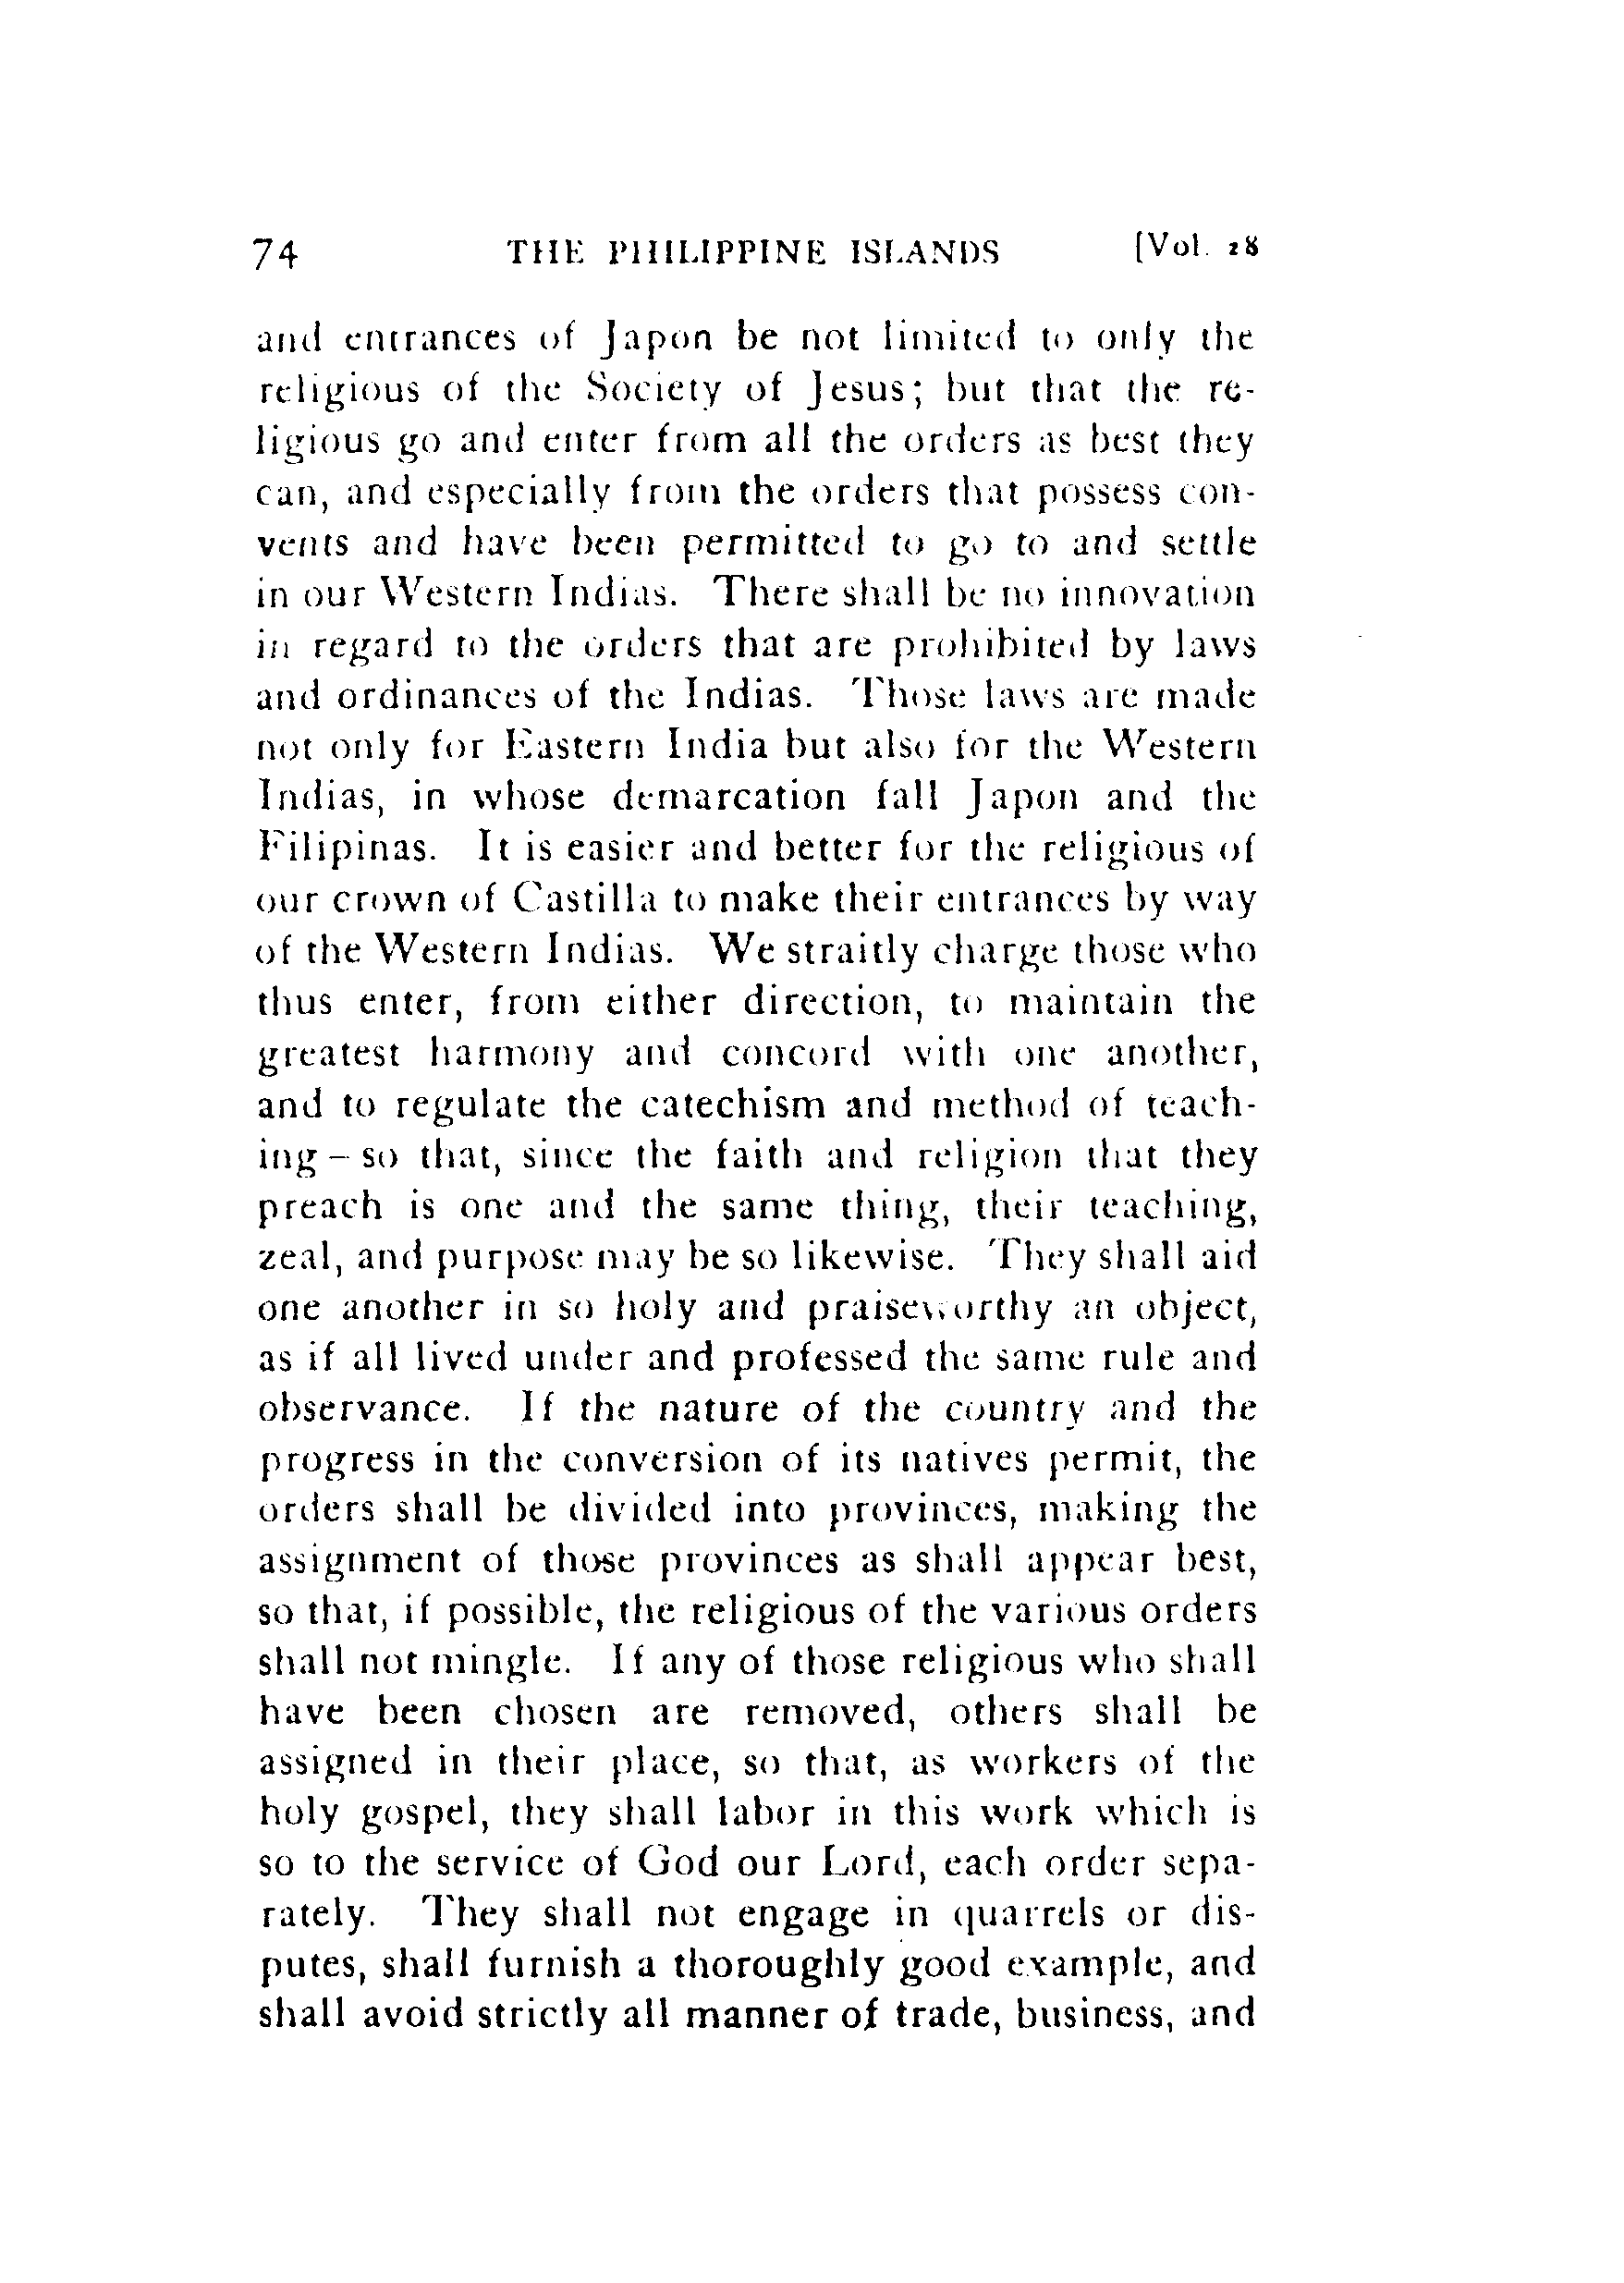 74 THE PHILIPPINE ISLANDS [Vol. 28
and entrances of Japon be not limited to only the
religious of the Society of Jesus; but that the re-
ligious go and enter from all the orders as best they
can, and especially from the orders that possess con-
vents and have been permitted to go to and settle
in our Western Indias. There shall be no innovation
in regard to the orders that are prohibited by laws
and ordinances of the Indias. Those laws are made
not only for Eastern India but also for the Western
Indias, in whose demarcation fall Japon and the
Filipinas. It is easier and better for the religious of
our crown of Castilla to make their entrances by way
of the Western Indias. We straitly charge those who
thus enter, from either direction, to maintain the
greatest harmony and concord with one another,
and to regulate the catechism and method of teach-
ing – so that, since the faith and religion that they
preach is one and the same thing, their teaching,
zeal, and purpose may be so likewise. They shall aid
one another in so holy and praiseworthy an object,
as if all lived under and professed the same rule and
observance. If the nature of the country and the
progress in the conversion of its natives permit, the
orders shall be divided into provinces, making the
assignment of those provinces as shall appear best,
so that, if possible, the religious of the various orders
shall not mingle. If any of those religious who shall
have been chosen are removed, others shall be
assigned in their place, so that, as workers of the
holy gospel, they shall labor in this work which is
so to the service of God our Lord, each order sepa-
rately. They shall not engage in quarrels or dis-
putes, shall furnish a thoroughly good example, and
shall avoid strictly all manner of trade, business, and